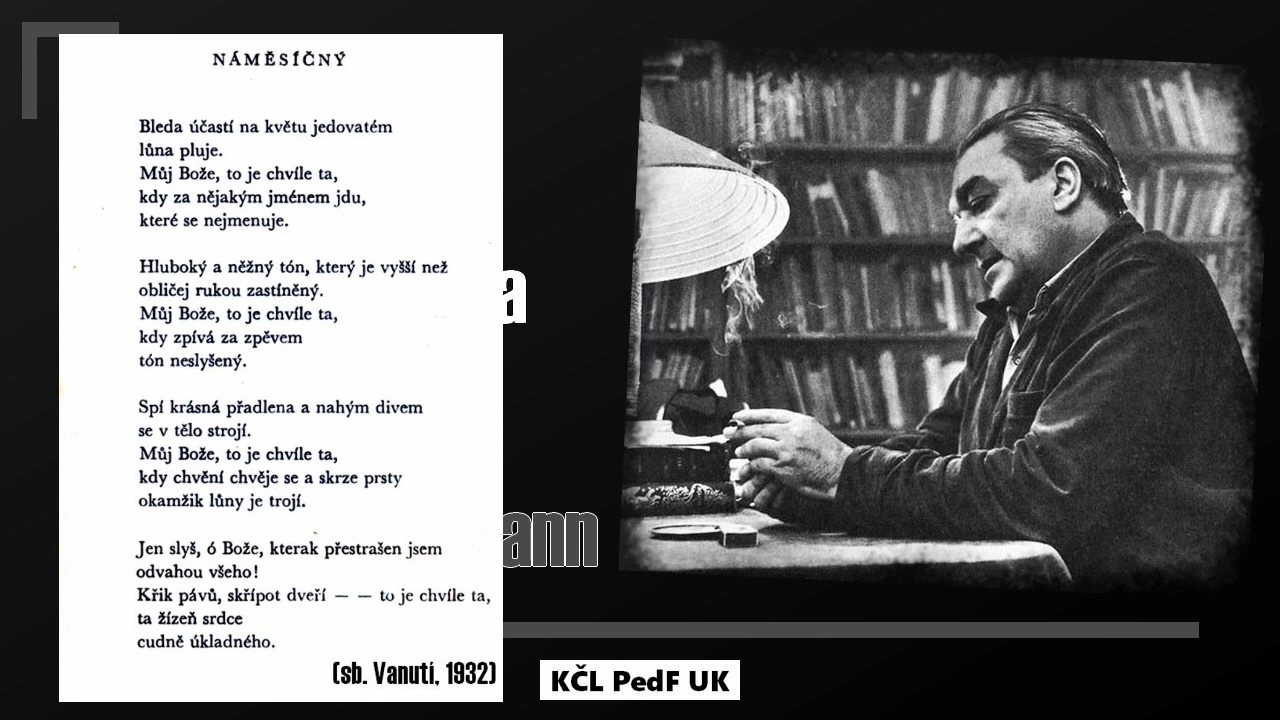 NÁMĚSÍČNÝ
Bleda účastí na květu jedovatém
lůna pluje.
Můj Bože, to je chvíle ta,
kdy za nějakým jménem jdu,
které se nejmenuje.
Hluboký a něžný tón, který je vyšší než
obličej rukou zastíněný.
Můj Bože, to je chvíle ta,
kdy zpívá za zpěvem
tón neslyšený.
Spí krásná přadlena a nahým divem
se v tělo strojí.
Můj Bože, to je chvíle ta,
kdy chvění chvěje se a skrze prsty
okamžik lůny je trojí.
Jen slyš, ó Bože, kterak přestrašen jsem
odvahou všeho!
Křik pávů, skřípot dveří — — to je chvíle ta,
ta žízeň srdce
cudně úkladného.
(sb. Vanutí, 1932)
a
ann
KČL PedF UK